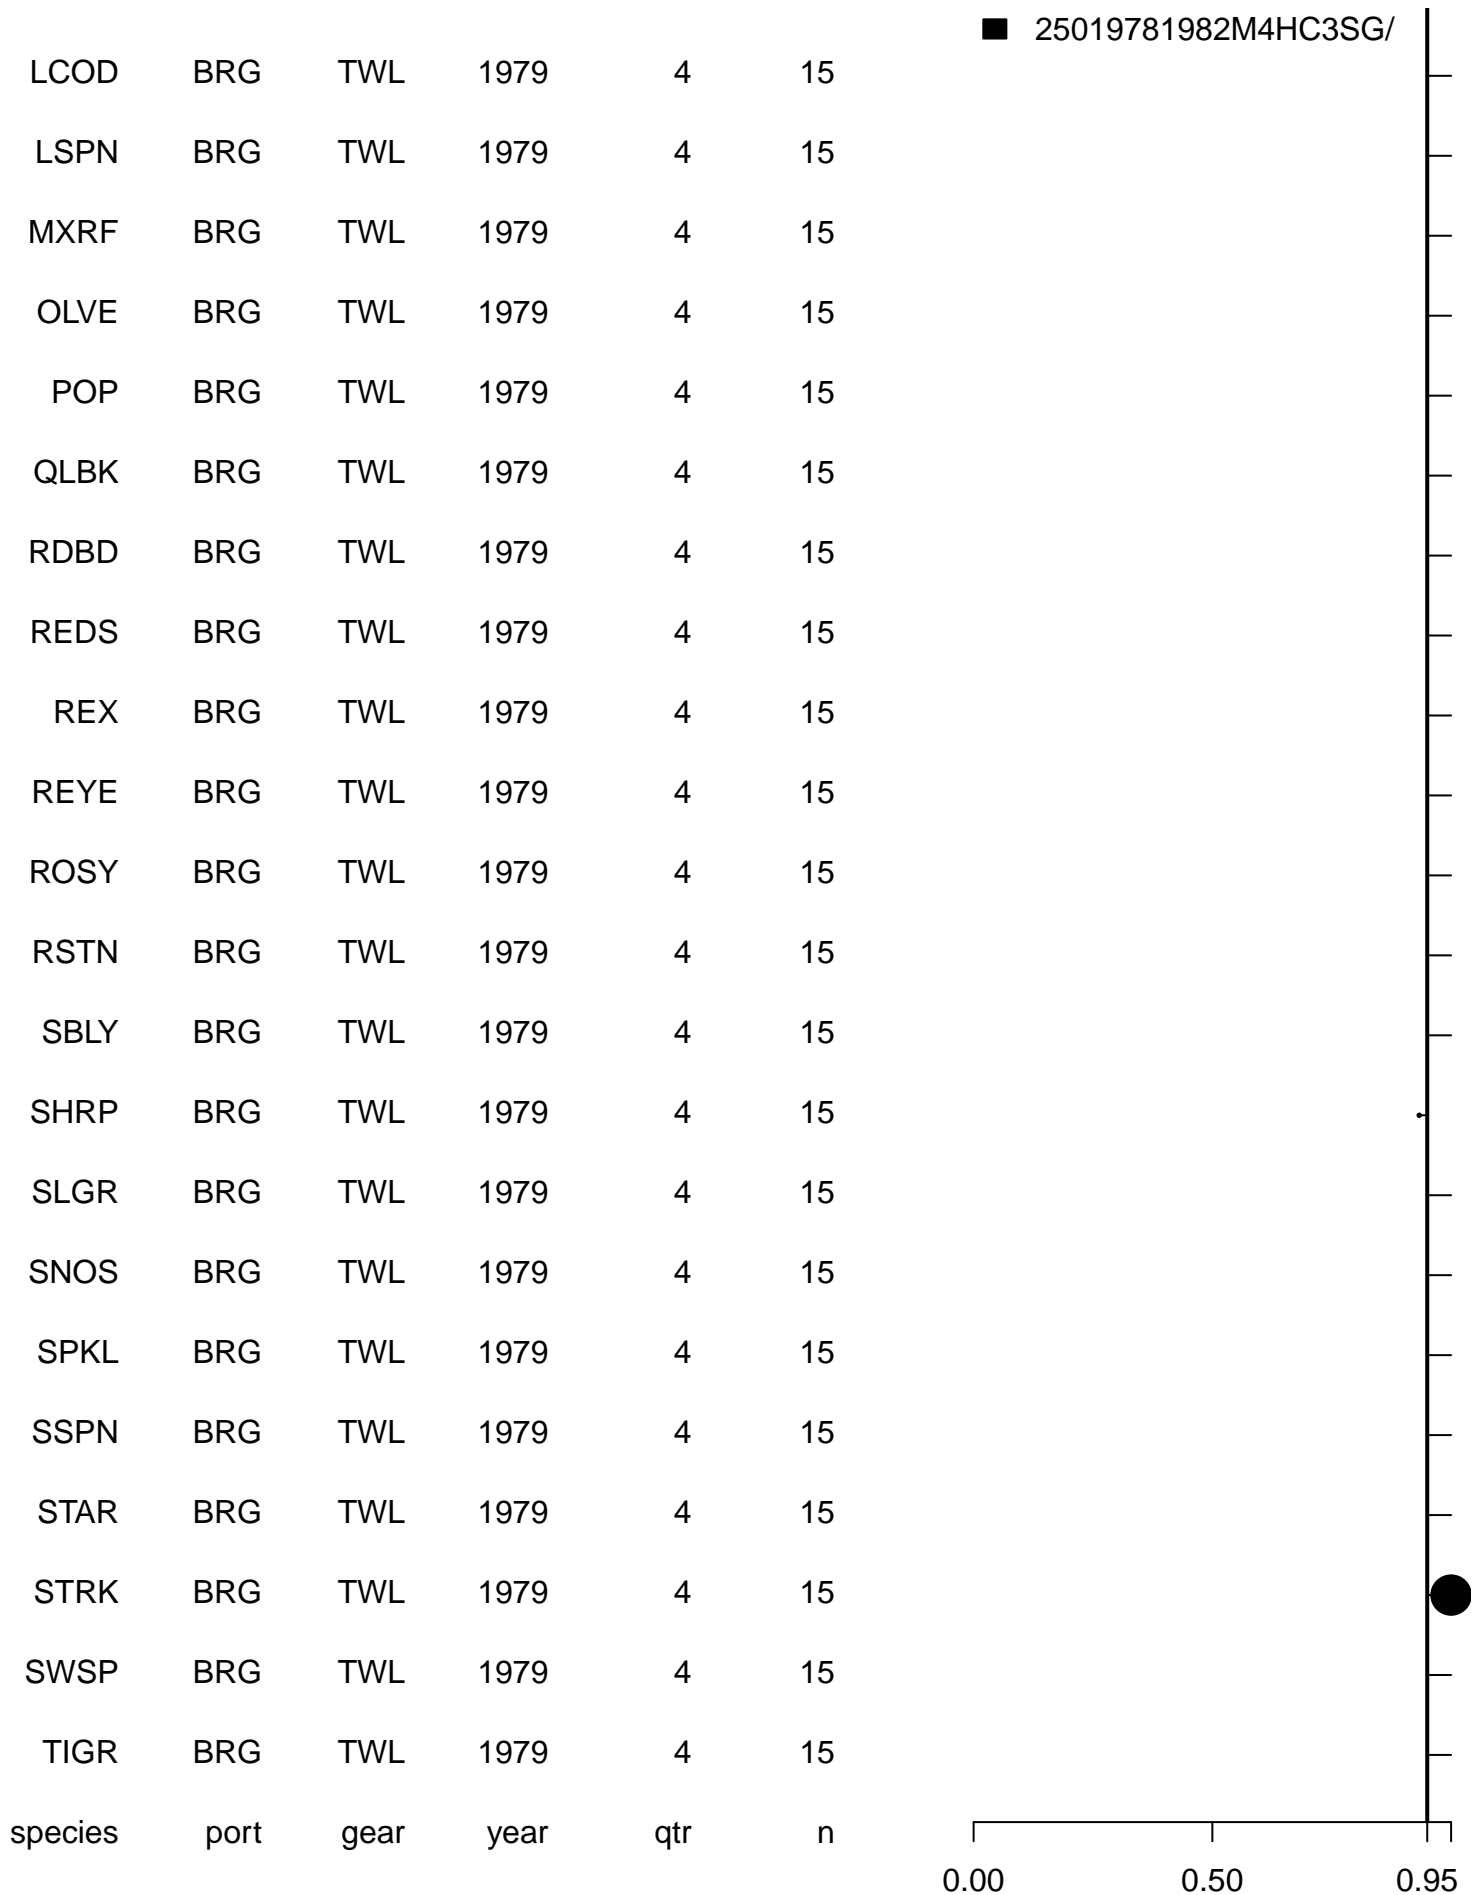 25019781982M4HC3SG/
LCOD BRG TWL 1979 4 15
LSPN BRG TWL 1979 4 15
MXRF BRG TWL 1979 4 15
OLVE BRG TWL 1979 4 15
POP BRG TWL 1979 4 15
QLBK BRG TWL 1979 4 15
RDBD BRG TWL 1979 4 15
REDS BRG TWL 1979 4 15
REX BRG TWL 1979 4 15
REYE BRG TWL 1979 4 15
ROSY BRG TWL 1979 4 15
RSTN BRG TWL 1979 4 15
SBLY BRG TWL 1979 4 15
SHRP BRG TWL 1979 4 15
SLGR BRG TWL 1979 4 15
SNOS BRG TWL 1979 4 15
SPKL BRG TWL 1979 4 15
SSPN BRG TWL 1979 4 15
STAR BRG TWL 1979 4 15
STRK BRG TWL 1979 4 15
SWSP BRG TWL 1979 4 15
TIGR BRG TWL 1979 4 15
species port gear year qtr n
0.00 0.50 0.95